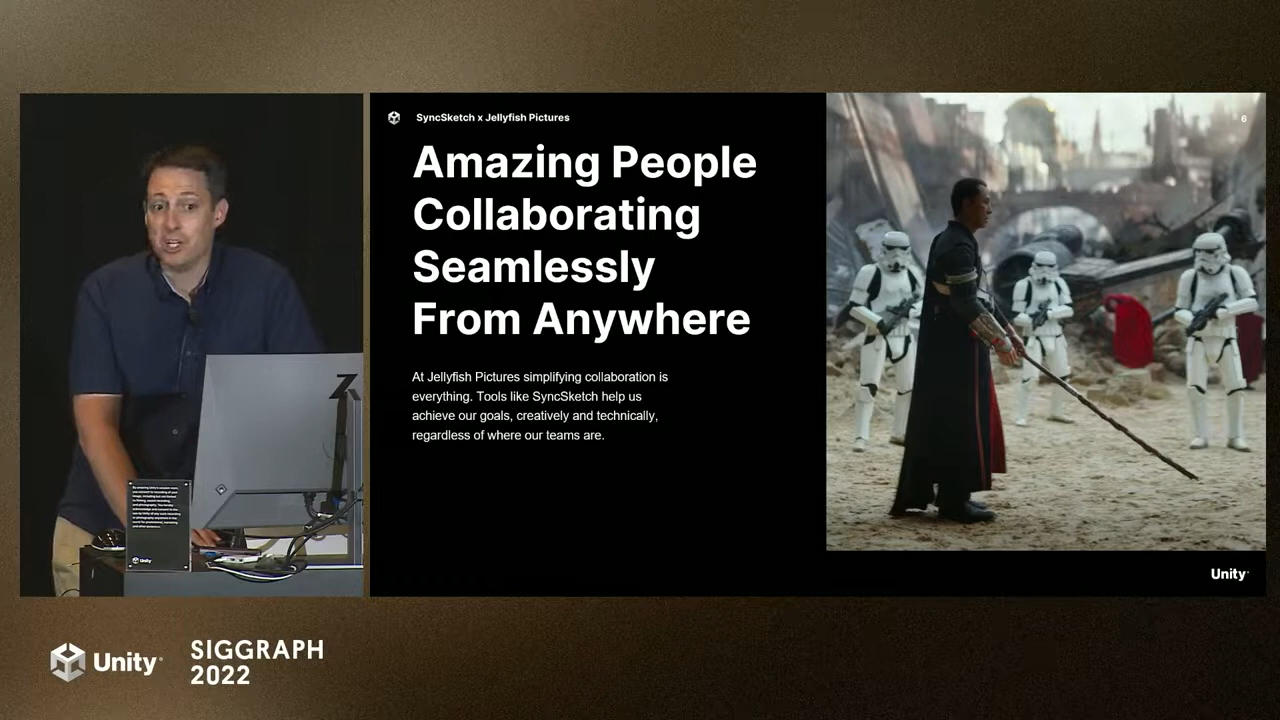 SyncSketch x Jellyfish Pictures
6
Amazing People
Collaborating
Seamlessly
From Anywhere
At Jellyfish Pictures simplifying collaboration is
everything. Tools like SyncSketch help us
achieve our goals, creatively and technically,
regardless of where our teams are.
Unity
Z
Unity
Unity
SIGGRAPH
2022